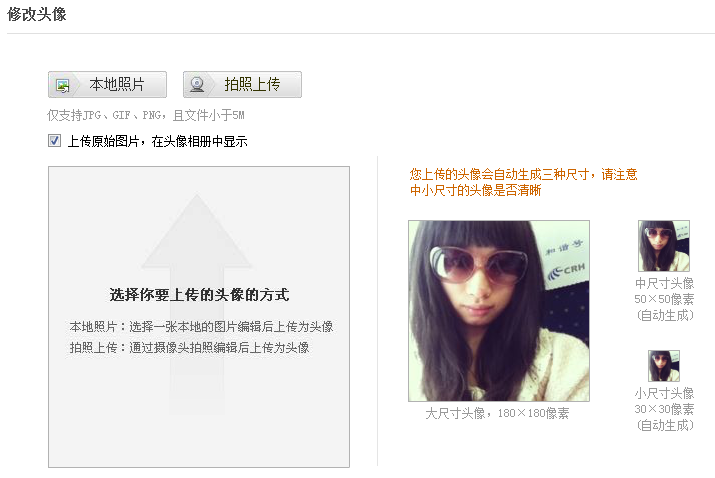 修改头像
本地照片
拍照上传
仅支持JPG、GIF、PNG，且文件小于5M
上传原始图片，在头像相册中显示
选择你要上传的头像的方式
本地照片：选择一张本地的图片编辑后上传为头像
拍照上传：通过摄像头拍照编辑后上传为头像
您上传的头像会自动生成三种尺寸，请注意
中小尺寸的头像是否清晰
和谐号
CRH
大尺寸头像，180×180像素
中尺寸头像
50×50像素
(自动生成)
小尺寸头像
30×30像素
(自动生成)